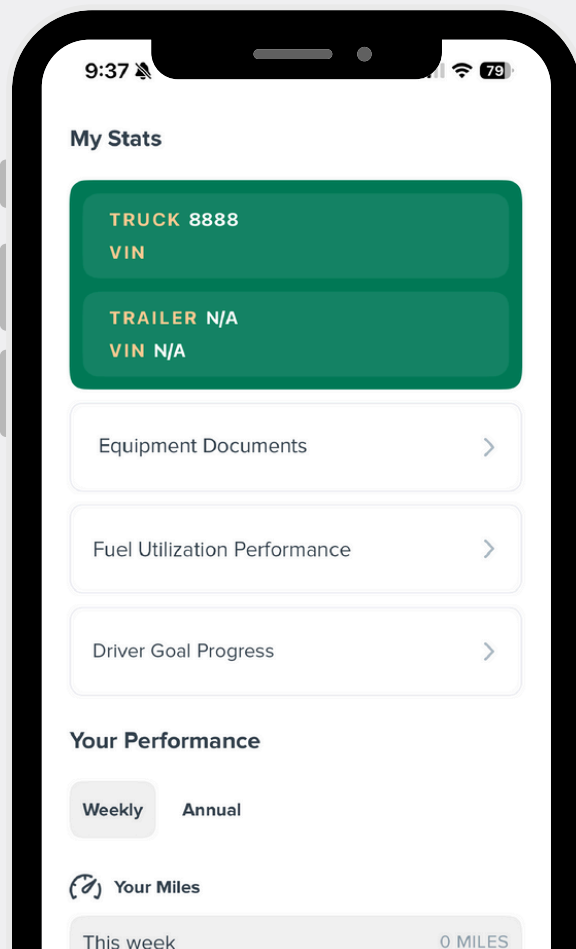 9:37
79
My Stats
TRUCK 8888
VIN
TRAILER N/A
VIN N/A
Equipment Documents
Fuel Utilization Performance
Driver Goal Progress
Your Performance
Weekly Annual
Your Miles
This week 0 MILES